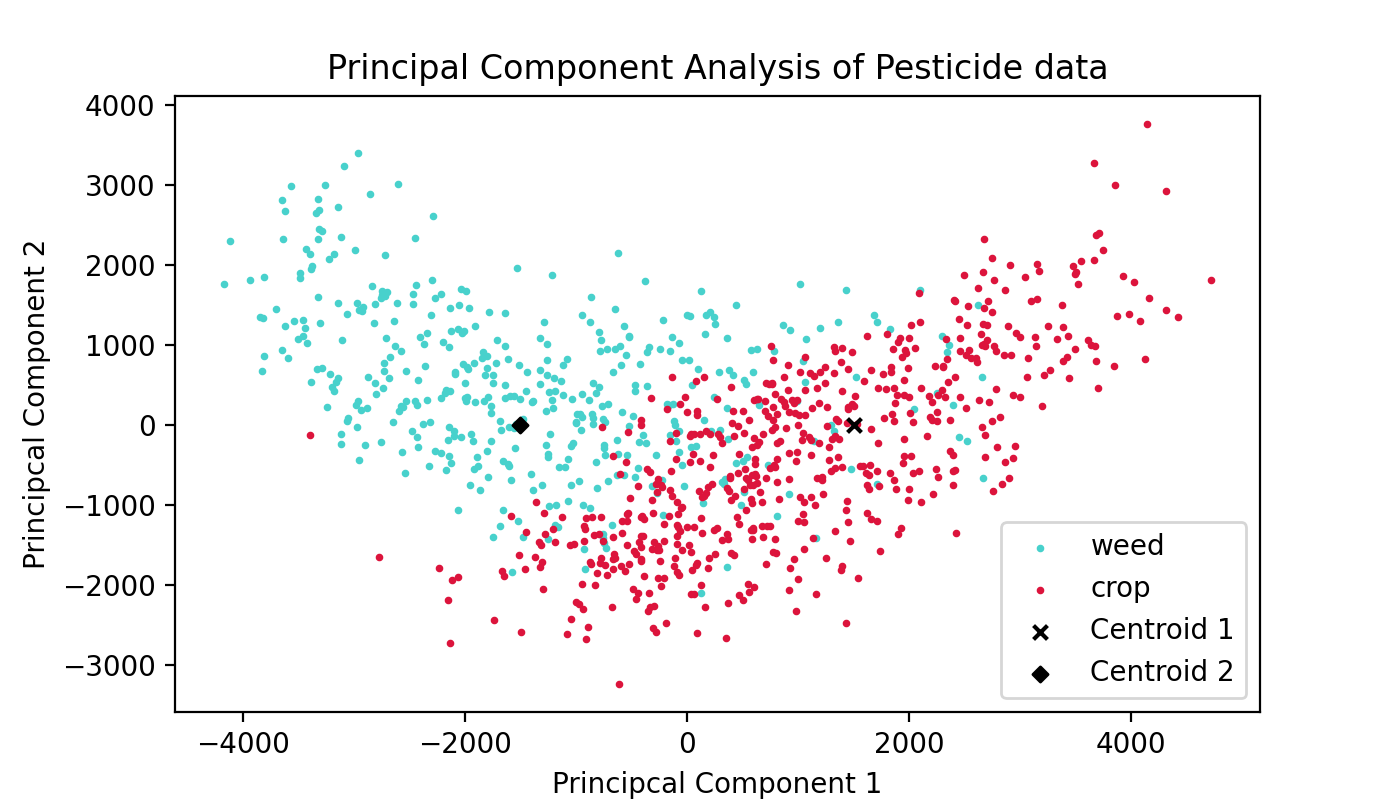 Principal Component Analysis of Pesticide data
4000
3000
2000
1000
0
−1000
−2000
−3000
Principcal Component 2
−4000
−2000
0
2000
4000
Principcal Component 1
weed
crop
Centroid 1
Centroid 2